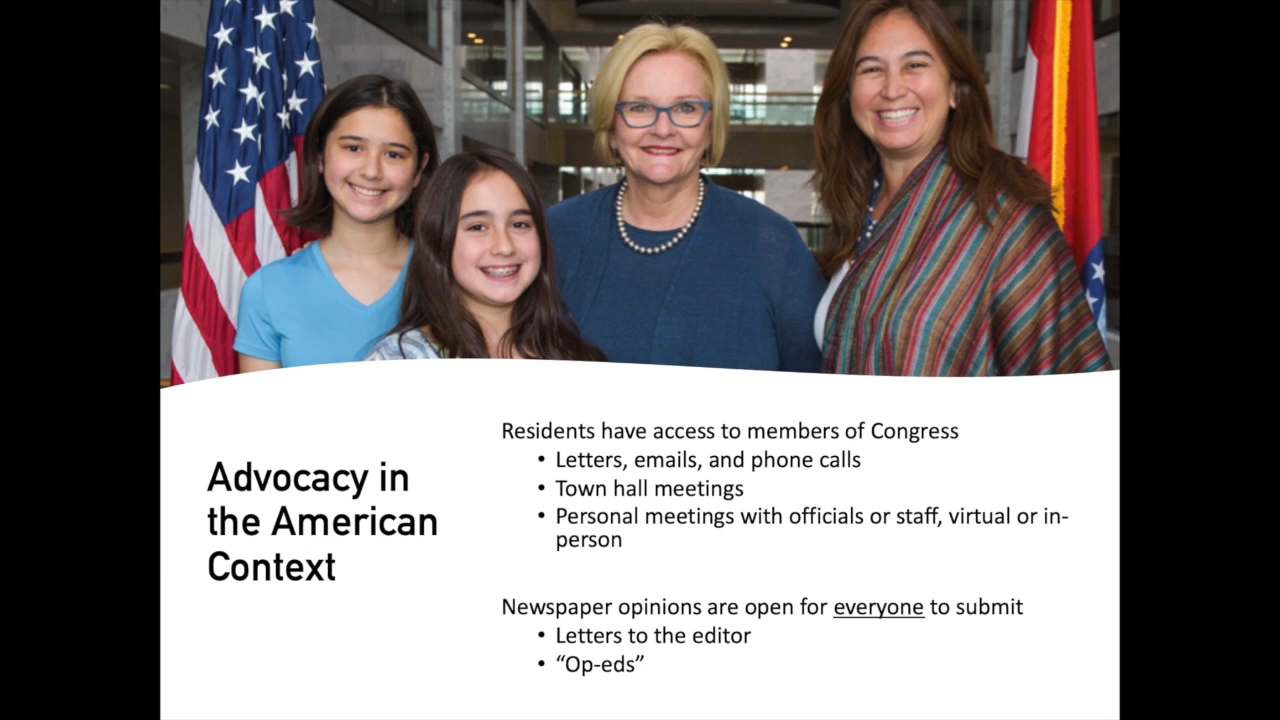 Advocacy in
the American
Context
Residents have access to members of Congress
• Letters, emails, and phone calls
• Town hall meetings
• Personal meetings with officials or staff, virtual or in-
person
Newspaper opinions are open for everyone to submit
• Letters to the editor
• “Op-eds”